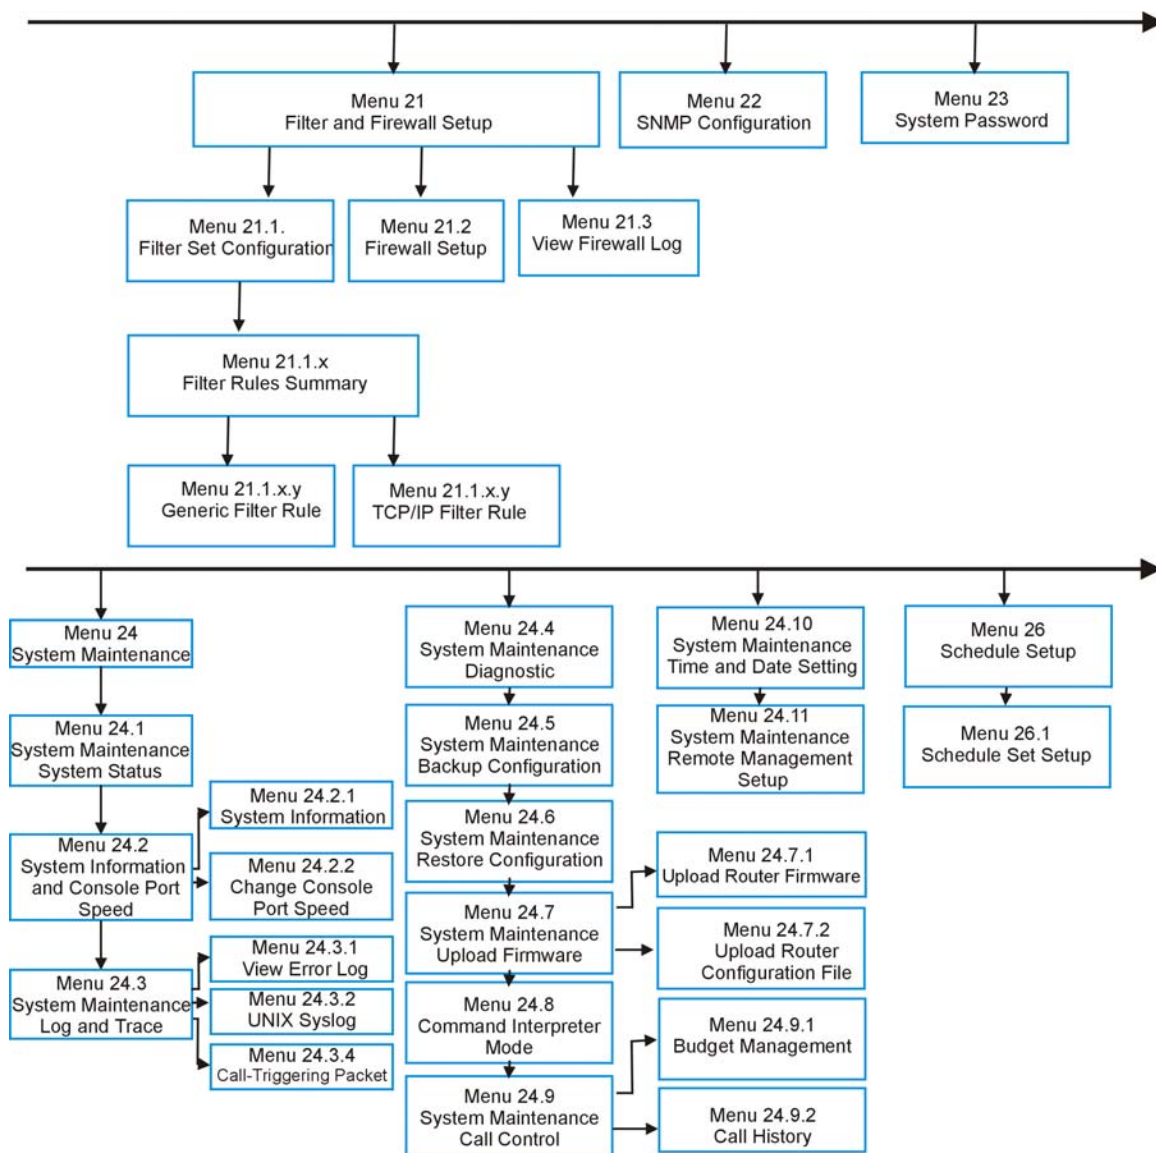 Menu 21
Filter and Firewall Setup
Menu 22
SNMP Configuration
Menu 23
System Password
Menu 21.1.
Filter Set Configuration
Menu 21.2
Firewall Setup
Menu 21.3
View Firewall Log
Menu 21.1.x
Filter Rules Summary
Menu 21.1.x.y
Generic Filter Rule
Menu 21.1.x.y
TCP/IP Filter Rule
Menu 24
System Maintenance
Menu 24.1
System Maintenance
System Status
Menu 24.2
System Information
and Console Port
Speed
Menu 24.2.1
System Information
Menu 24.2.2
Change Console
Port Speed
Menu 24.3
System Maintenance
Log and Trace
Menu 24.3.1
View Error Log
Menu 24.3.2
UNIX Syslog
Menu 24.3.4
Call-Triggering Packet
Menu 24.4
System Maintenance
Diagnostic
Menu 24.5
System Maintenance
Backup Configuration
Menu 24.6
System Maintenance
Restore Configuration
Menu 24.7
System Maintenance
Upload Firmware
Menu 24.7.1
Upload Router Firmware
Menu 24.7.2
Upload Router
Configuration File
Menu 24.8
Command Interpreter
Mode
Menu 24.9
System Maintenance
Call Control
Menu 24.9.1
Budget Management
Menu 24.9.2
Call History
Menu 24.10
System Maintenance
Time and Date Setting
Menu 24.11
System Maintenance
Remote Management
Setup
Menu 26
Schedule Setup
Menu 26.1
Schedule Set Setup